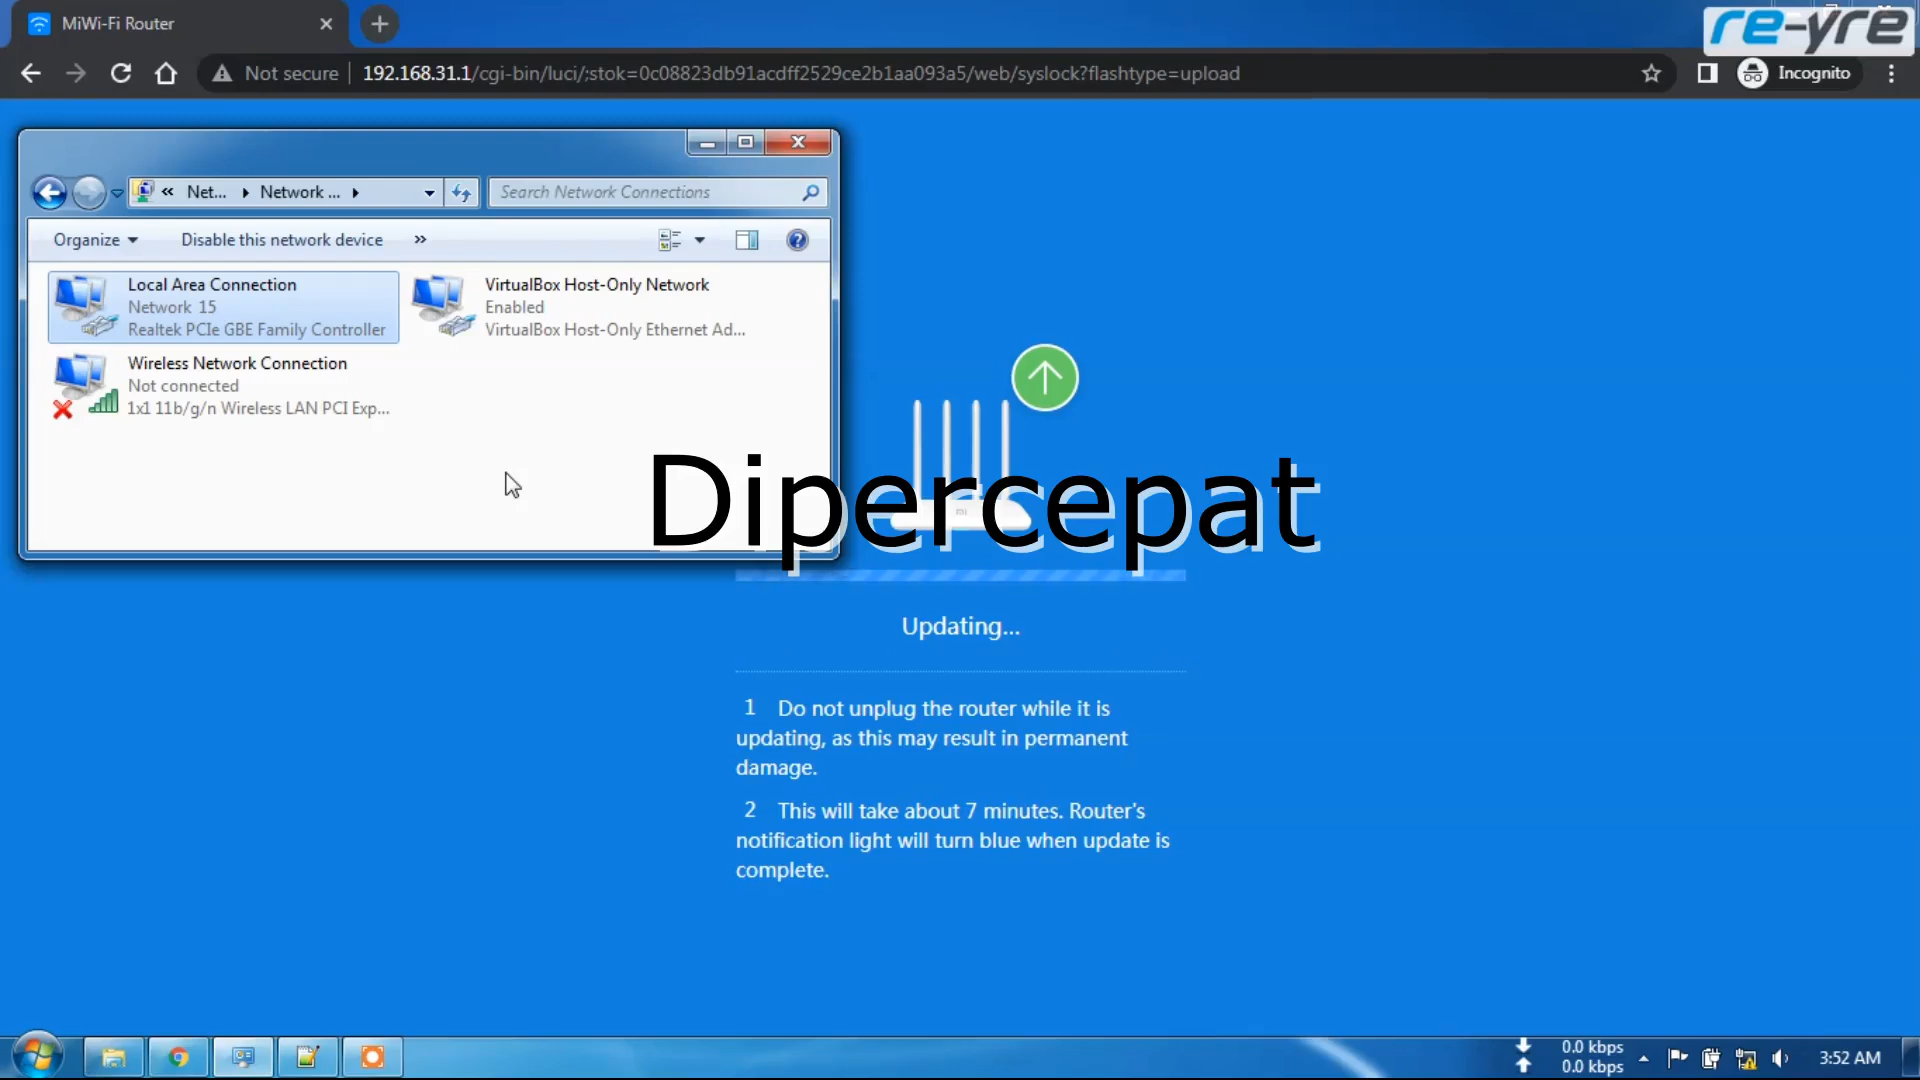 MiWi-Fi Router
re-yre
Not secure
192.168.31.1/cgi-bin/luci/;stok=0c08823db91acdff2529ce2b1aa093a5/web/syslock?flashtype=upload
Incognito
« Net... Network ...
Search Network Connections
Organize
Disable this network device
»
Local Area Connection
Network 15
Realtek PCIe GBE Family Controller
VirtualBox Host-Only Network
Enabled
VirtualBox Host-Only Ethernet Ad...
Wireless Network Connection
Not connected
1x1 11b/g/n Wireless LAN PCI Exp...
Dipercepat
mi
Updating...
1 Do not unplug the router while it is
updating, as this may result in permanent
damage.
2 This will take about 7 minutes. Router's
notification light will turn blue when update is
complete.
0.0 kbps
0.0 kbps
3:52 AM